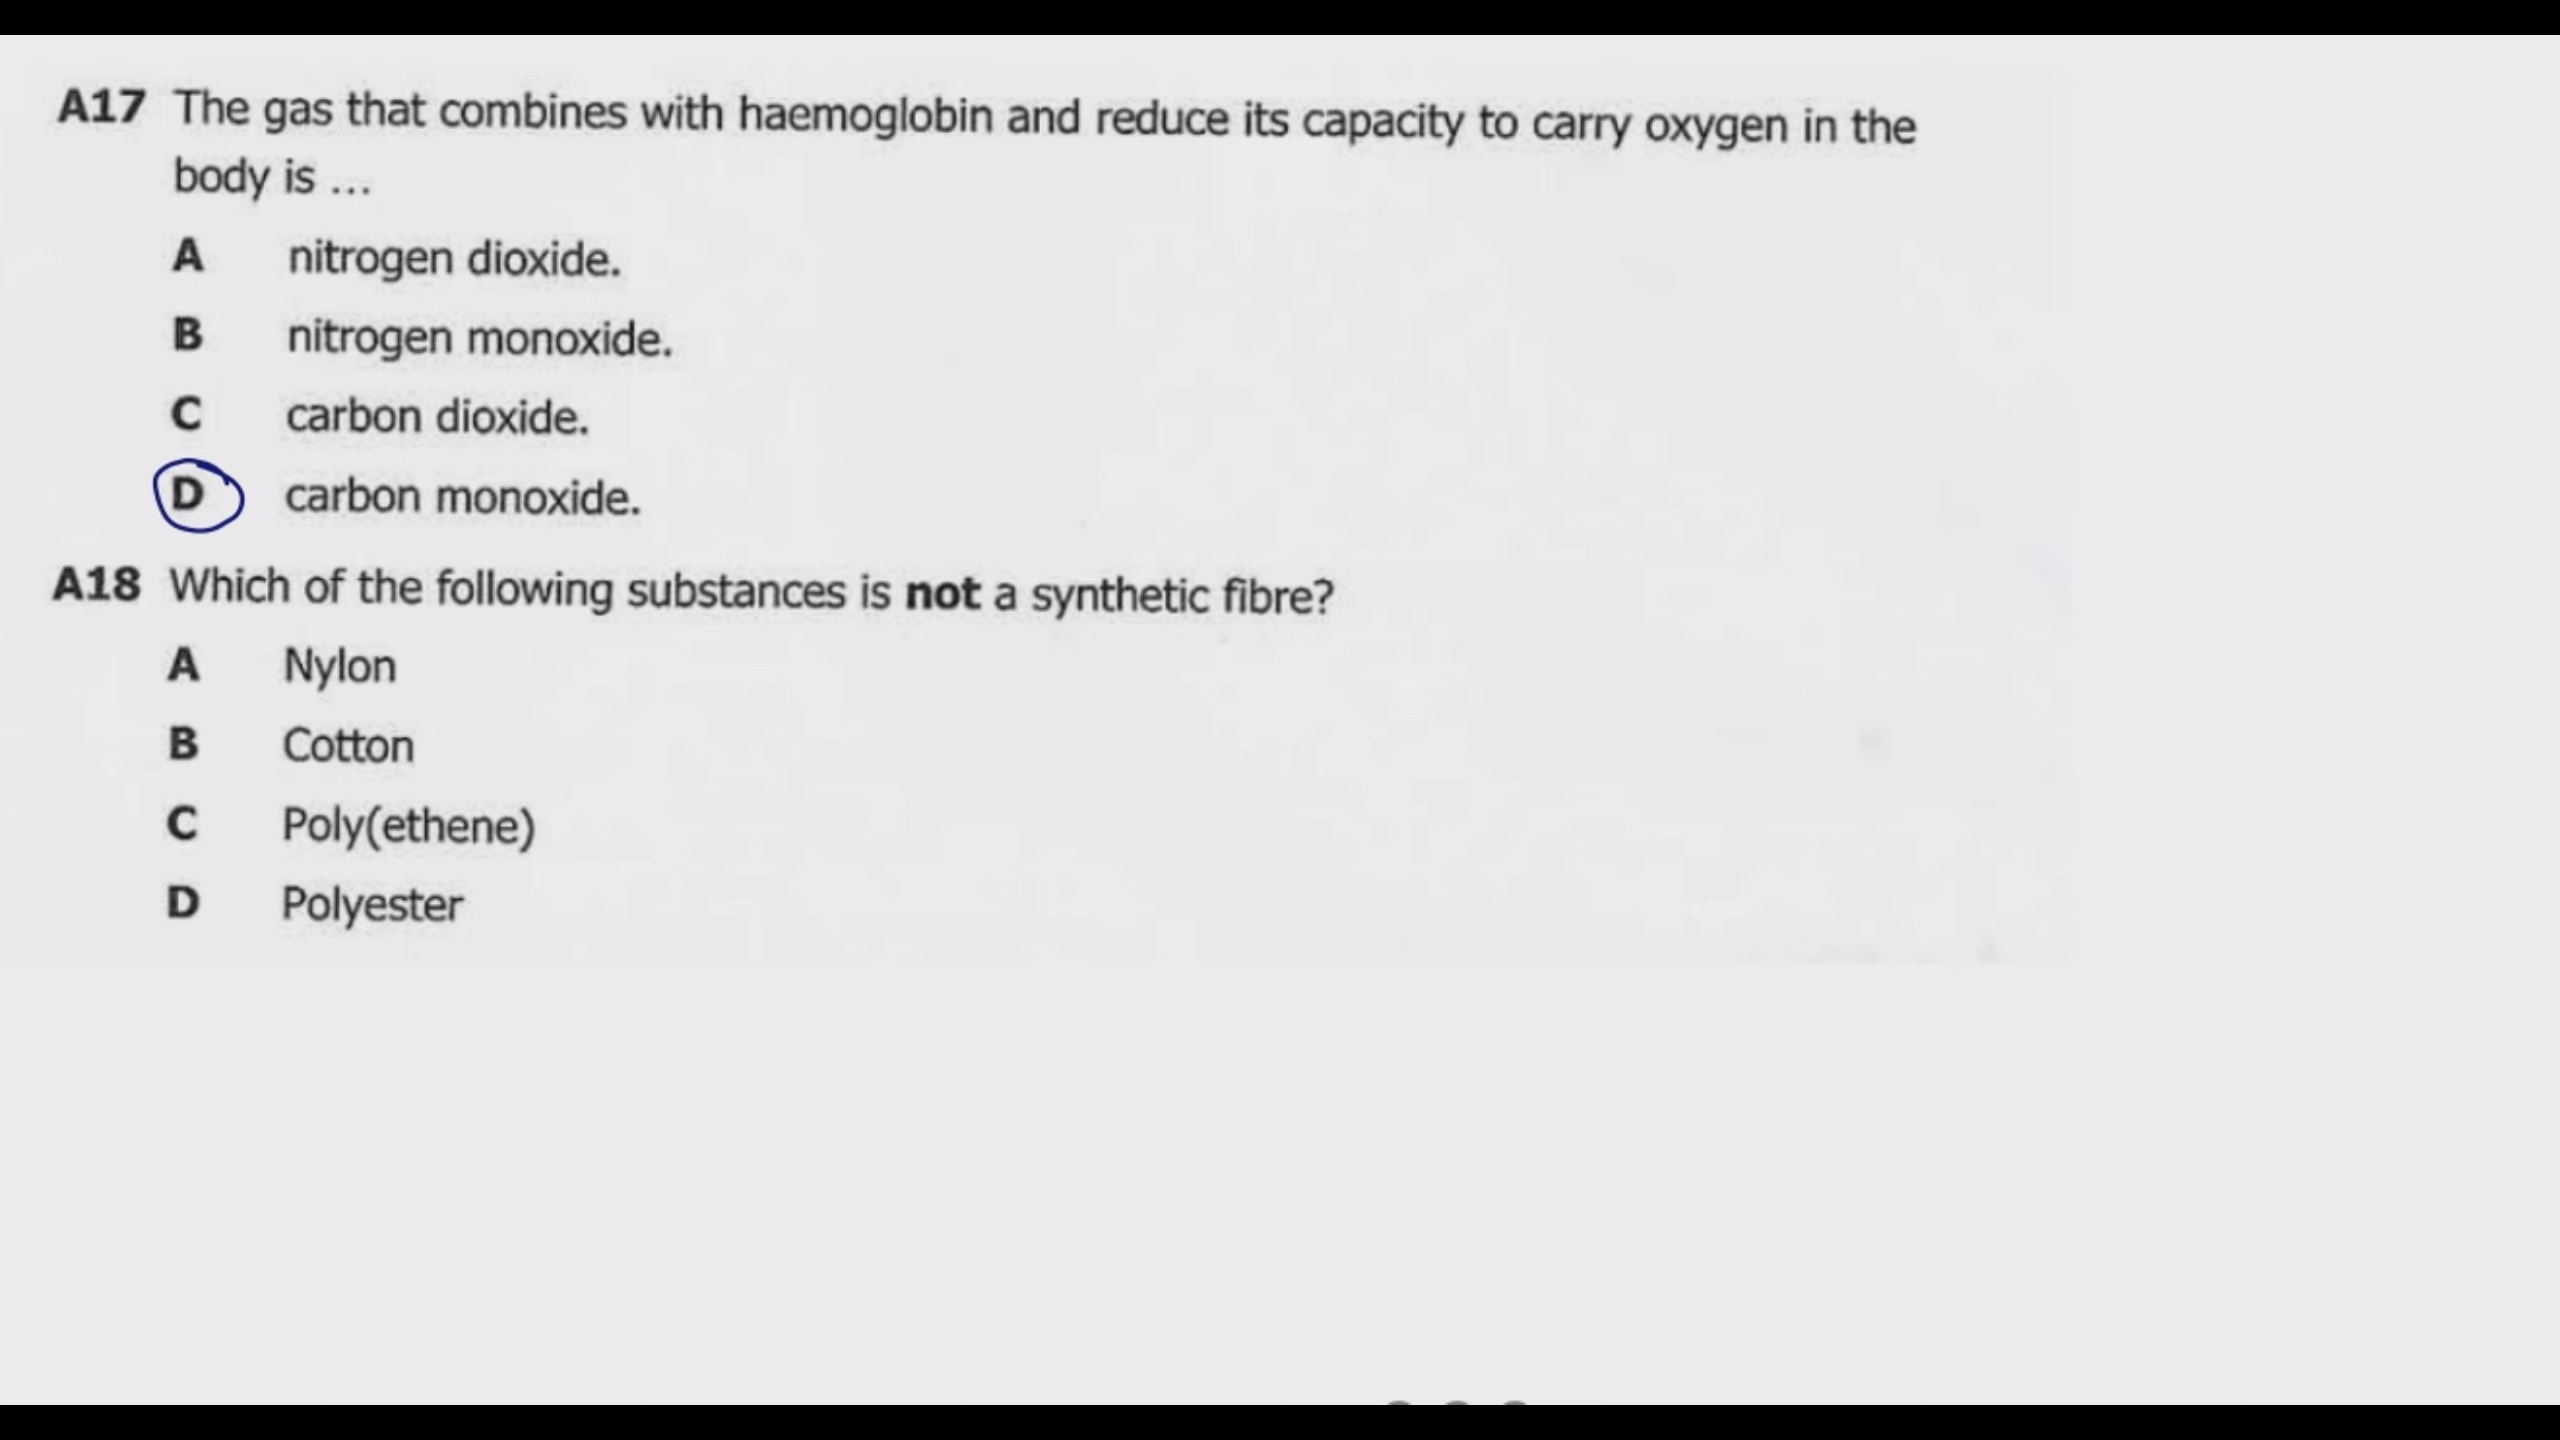 A17 The gas that combines with haemoglobin and reduce its capacity to carry oxygen in the
body is ...
A nitrogen dioxide.
B nitrogen monoxide.
C carbon dioxide.
D carbon monoxide.
A18 Which of the following substances is not a synthetic fibre?
A Nylon
B Cotton
C Poly(ethene)
D Polyester